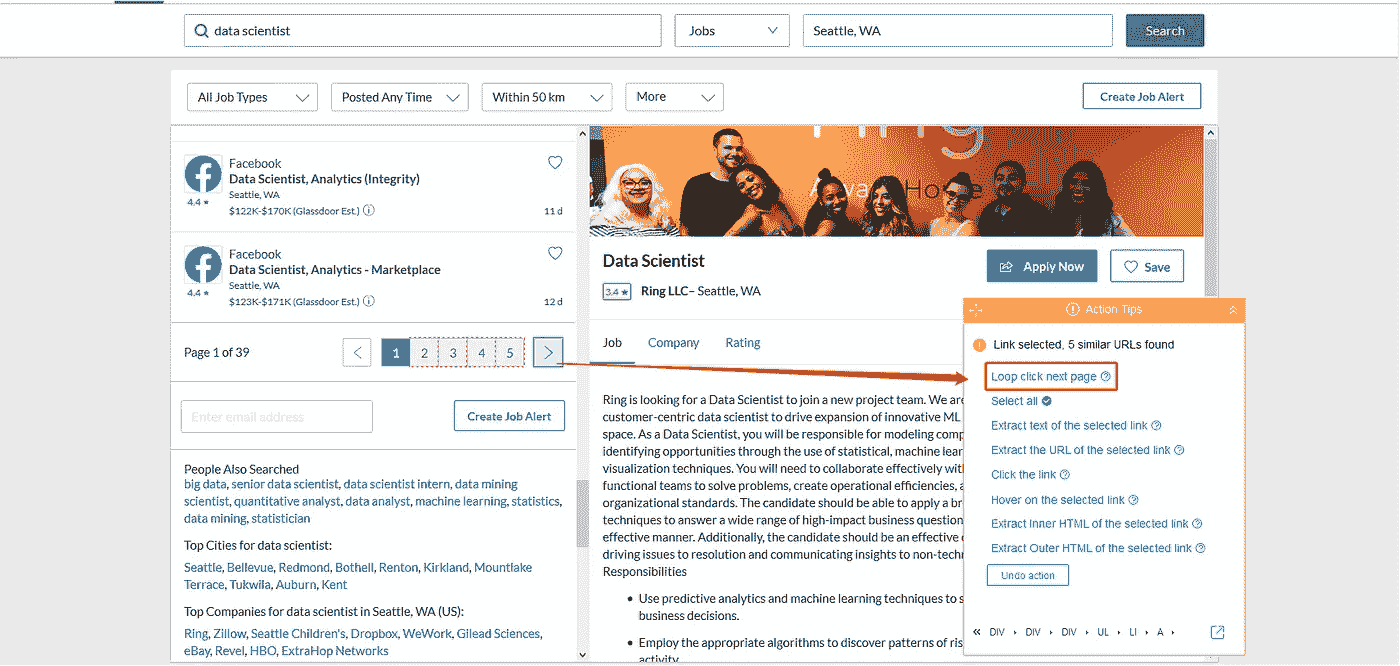 data scientist
Jobs
Seattle, WA
Search
All Job Types
Posted Any Time
Within 50 km
More
Create Job Alert
Facebook
Data Scientist, Analytics (Integrity)
Seattle, WA
4.4 ★
$122K-$170K (Glassdoor Est.)
11 d
Facebook
Data Scientist, Analytics - Marketplace
Seattle, WA
4.4 ★
$123K-$171K (Glassdoor Est.)
12 d
Page 1 of 39
1 2 3 4 5
Enter email address
Create Job Alert
People Also Searched
big data, senior data scientist, data scientist intern, data mining
scientist, quantitative analyst, data analyst, machine learning, statistics,
data mining, statistician
Top Cities for data scientist:
Seattle, Bellevue, Redmond, Bothell, Renton, Kirkland, Mountlake
Terrace, Tukwila, Auburn, Kent
Top Companies for data scientist in Seattle, WA (US):
Ring, Zillow, Seattle Children's, Dropbox, WeWork, Gilead Sciences,
eBay, Revel, HBO, ExtraHop Networks
Data Scientist
3.4 ★
Ring LLC– Seattle, WA
Apply Now
Save
Job
Company
Rating
Ring is looking for a Data Scientist to join a new project team. We are
customer-centric data scientist to drive expansion of innovative ML
space. As a Data Scientist, you will be responsible for modeling comp
identifying opportunities through the use of statistical, machine lear
visualization techniques. You will need to collaborate effectively wit
functional teams to solve problems, create operational efficiencies, a
organizational standards. The candidate should be able to apply a br
techniques to answer a wide range of high-impact business question
effective manner. Additionally, the candidate should be an effective c
driving issues to resolution and communicating insights to non-tech
Responsibilities
• Use predictive analytics and machine learning techniques to s
business decisions.
• Employ the appropriate algorithms to discover patterns of ris
activity.
Action Tips
Link selected, 5 similar URLs found
Loop click next page
Select all
Extract text of the selected link
Extract the URL of the selected link
Click the link
Hover on the selected link
Extract Inner HTML of the selected link
Extract Outer HTML of the selected link
Undo action
« DIV ▸ DIV ▸ DIV ▸ UL ▸ LI ▸ A ▸